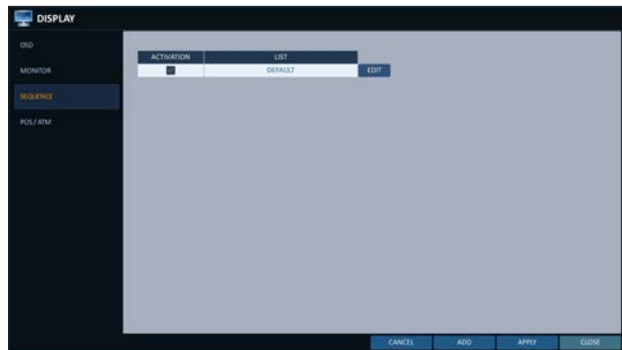 DISPLAY
OSD
MONITOR
SEQUENCE
POS / ATM
ACTIVATION LIST
DEFAULT EDIT
CANCEL ADD APPLY CLOSE